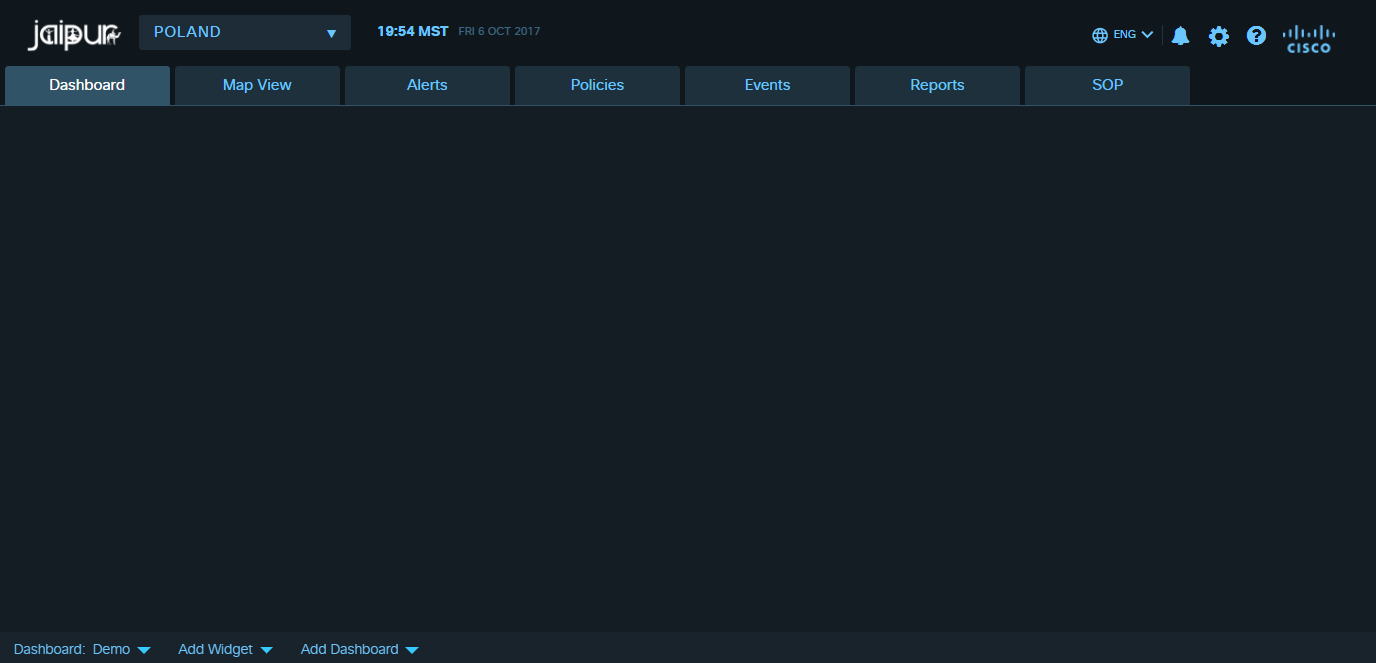 jaipur POLAND 19:54 MST FRI 6 OCT 2017 ENG CISCO
Dashboard Map View Alerts Policies Events Reports SOP
Dashboard: Demo Add Widget Add Dashboard